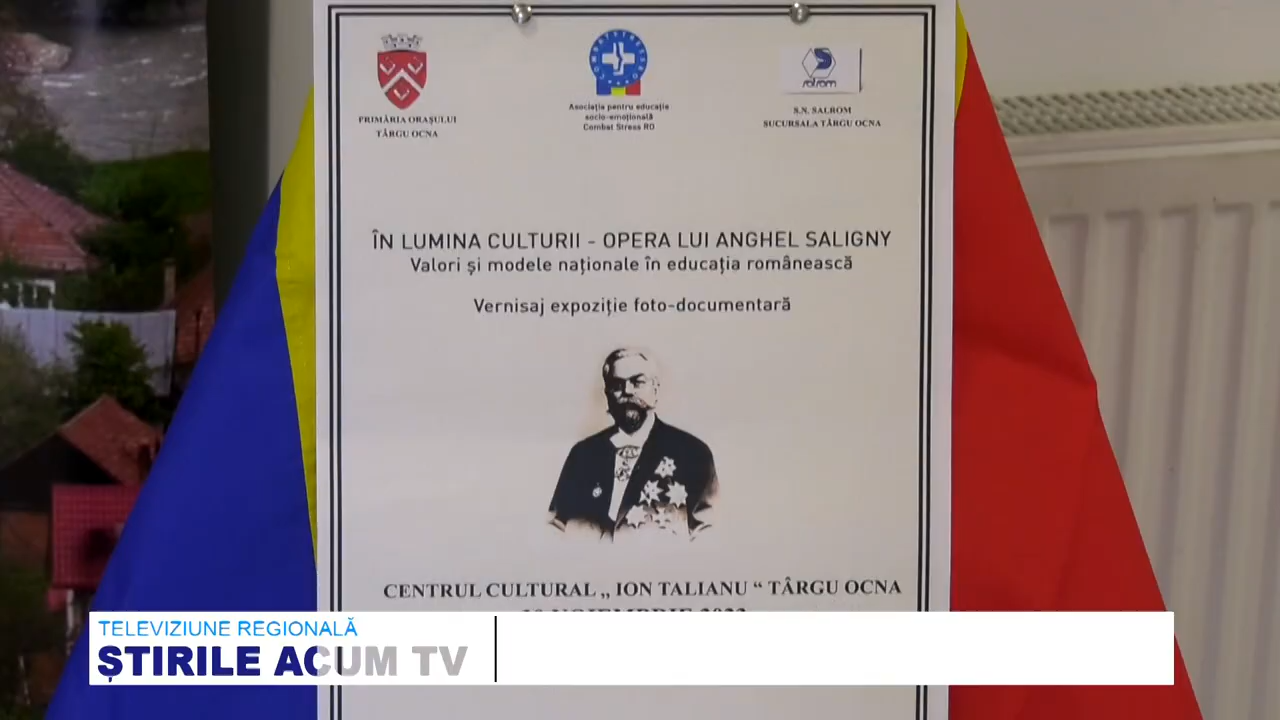 PRIMĂRIA ORAȘULUI
TÂRGU OCNA
Asociația pentru educație
socio-emoțională
Combat Stress RO
salrom
S.N. SALROM
SUCURSALA TÂRGU OCNA
ÎN LUMINA CULTURII - OPERA LUI ANGHEL SALIGNY
Valori și modele naționale în educația românească
Vernisaj expoziție foto-documentară
CENTRUL CULTURAL „ ION TALIANU “ TÂRGU OCNA
TELEVIZIUNE REGIONALĂ
ȘTIRILE ACUM TV